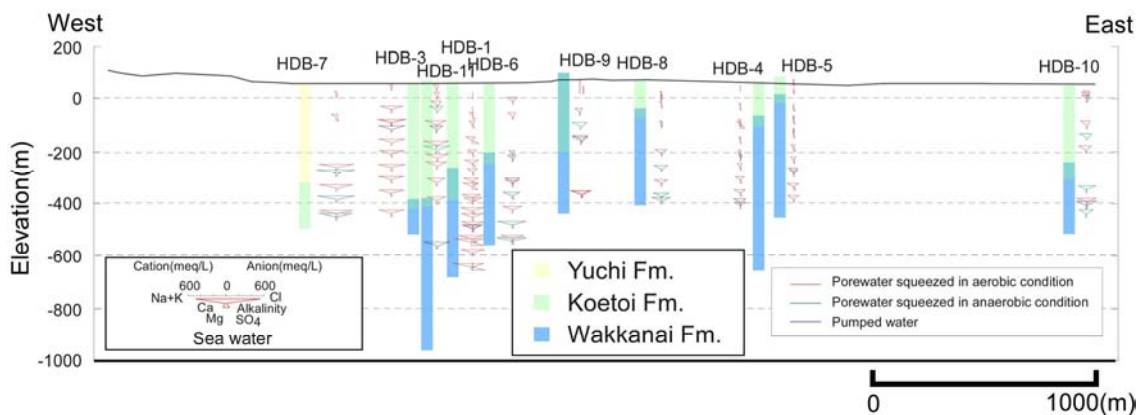 West
East
HDB-1
HDB-7
HDB-3
HDB-11
HDB-6
HDB-9
HDB-8
HDB-4
HDB-5
HDB-10
Elevation(m)
200
0
-200
-400
-600
-800
-1000
Cation(meq/L) Anion(meq/L)
600 0 600
Na+K Cl
Ca Alkalinity
Mg SO4
Sea water
Yuchi Fm.
Koetoi Fm.
Wakkanai Fm.
Porewater squeezed in aerobic condition
Porewater squeezed in anaerobic condition
Pumped water
0 1000(m)